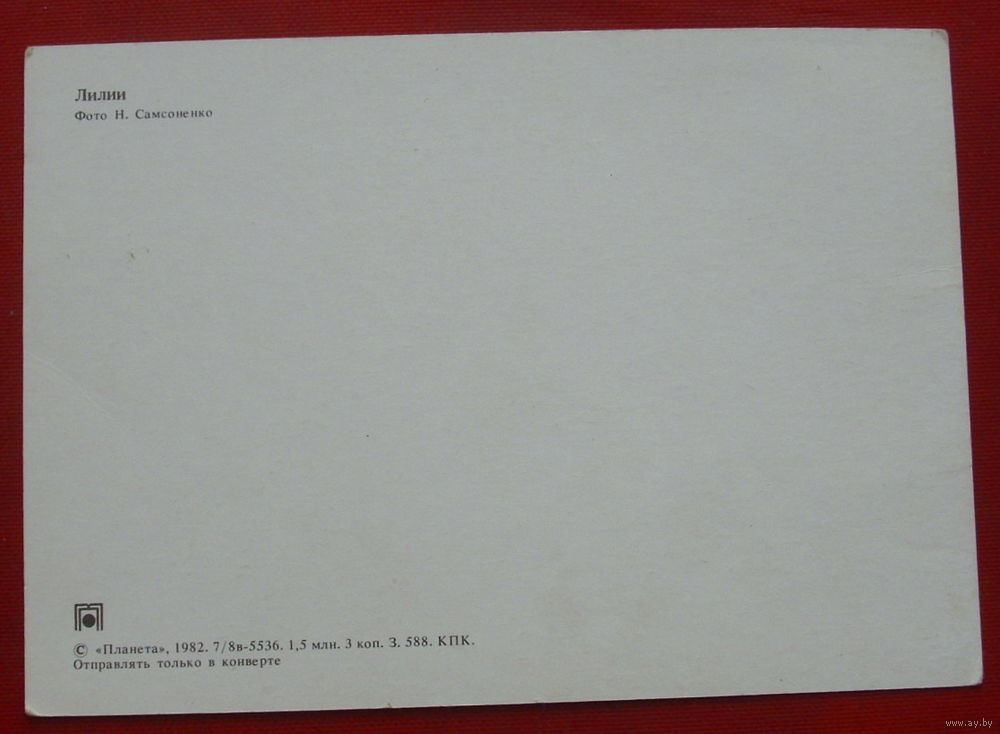 Лилии
Фото Н. Самсоненко
© «Планета», 1982. 7/8в-5536. 1,5 млн. 3 коп. З. 588. КПК.
Отправлять только в конверте
www.ay.by